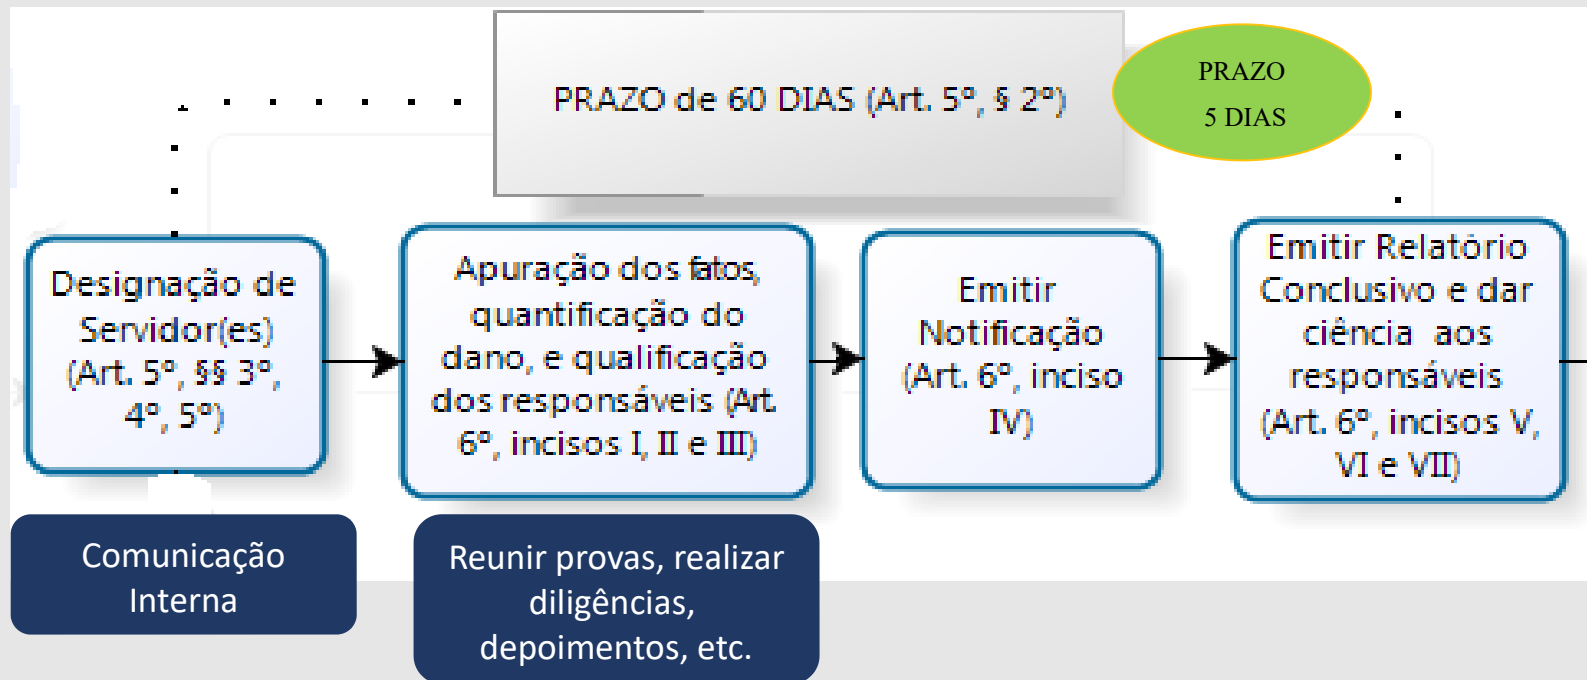 PRAZO de 60 DIAS (Art. 5º, § 2º)
PRAZO
5 DIAS
Designação de
Servidor(es)
(Art. 5º, §§ 3º,
4º, 5º)
Apuração dos fatos,
quantificação do
dano, e qualificação
dos responsáveis (Art.
6º, incisos I, II e III)
Emitir
Notificação
(Art. 6º, inciso
IV)
Emitir Relatório
Conclusivo e dar
ciência aos
responsáveis
(Art. 6º, incisos V,
VI e VII)
Comunicação
Interna
Reunir provas, realizar
diligências,
depoimentos, etc.